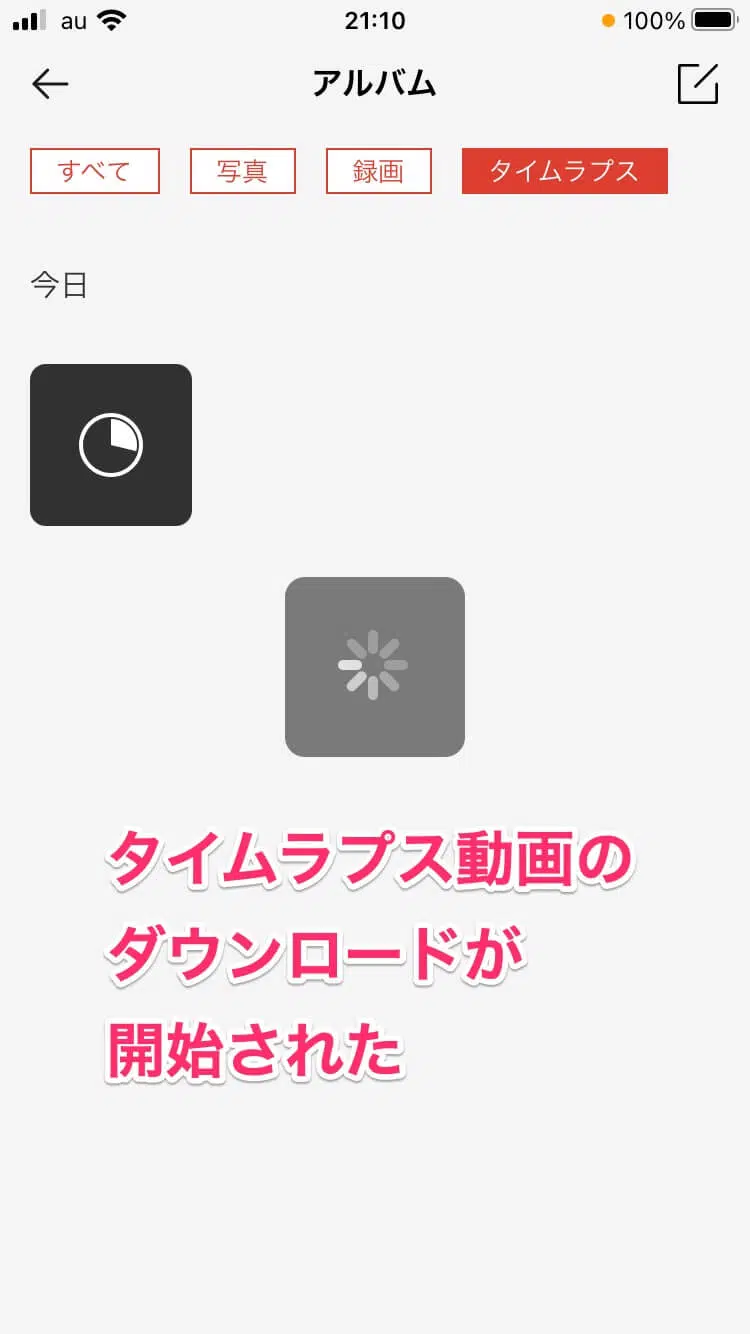 au 21:10 100%
アルバム
すべて 写真 録画 タイムラプス
今日
タイムラプス動画の
ダウンロードが
開始された